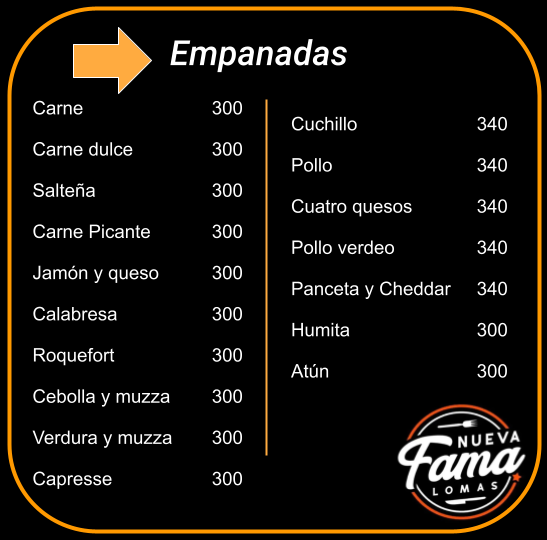 Empanadas
Carne 300
Carne dulce 300
Salteña 300
Carne Picante 300
Jamón y queso 300
Calabresa 300
Roquefort 300
Cebolla y muzza 300
Verdura y muzza 300
Capresse 300
Cuchillo 340
Pollo 340
Cuatro quesos 340
Pollo verdeo 340
Panceta y Cheddar 340
Humita 300
Atún 300
NUEVA
Fama
LOMAS